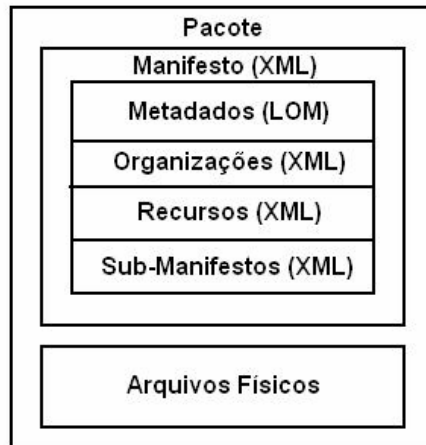 Pacote
Manifesto (XML)
Metadados (LOM)
Organizações (XML)
Recursos (XML)
Sub-Manifestos (XML)
Arquivos Físicos